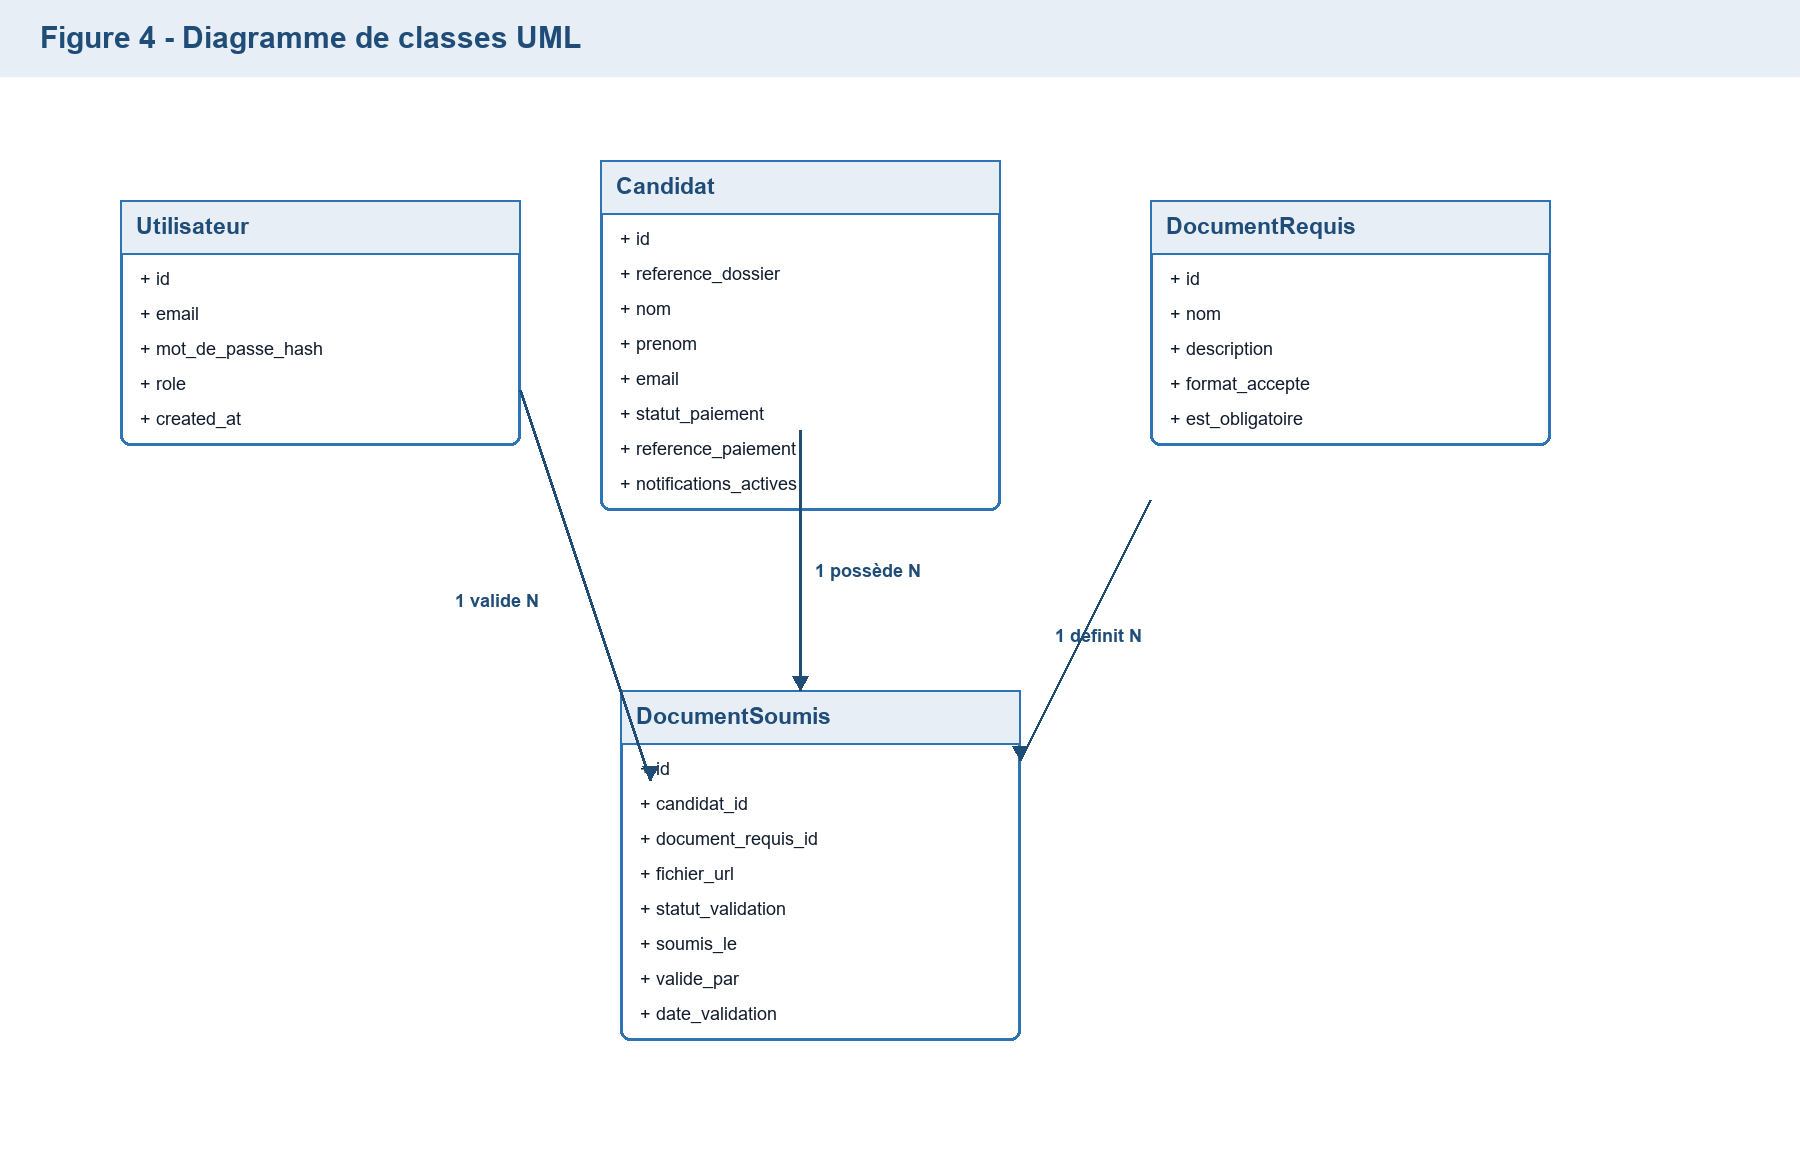 Figure 4 - Diagramme de classes UML
Utilisateur
+ id
+ email
+ mot_de_passe_hash
+ role
+ created_at
Candidat
+ id
+ reference_dossier
+ nom
+ prenom
+ email
+ statut_paiement
+ reference_paiement
+ notifications_actives
DocumentRequis
+ id
+ nom
+ description
+ format_accepte
+ est_obligatoire
1 valide N
1 possède N
1 définit N
DocumentSoumis
+ id
+ candidat_id
+ document_requis_id
+ fichier_url
+ statut_validation
+ soumis_le
+ valide_par
+ date_validation